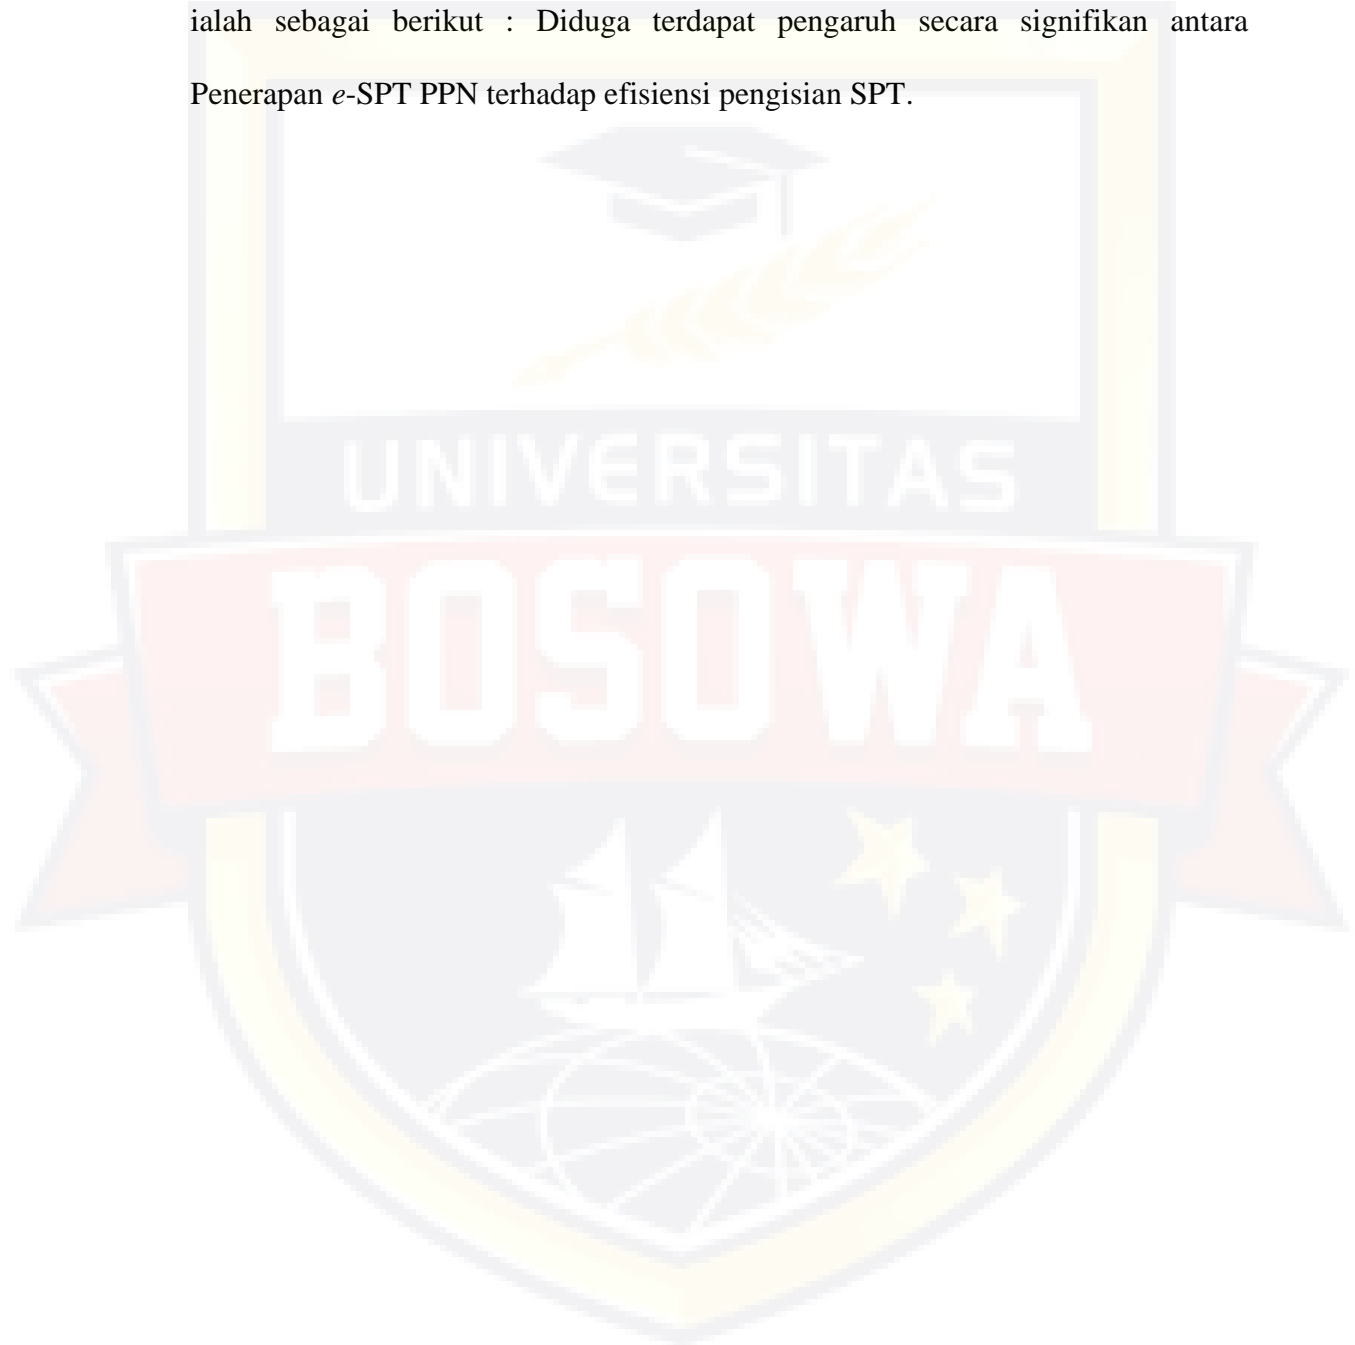 ialah sebagai berikut : Diduga terdapat pengaruh secara signifikan antara
Penerapan e-SPT PPN terhadap efisiensi pengisian SPT.
UNIVERSITAS
BOSOWA